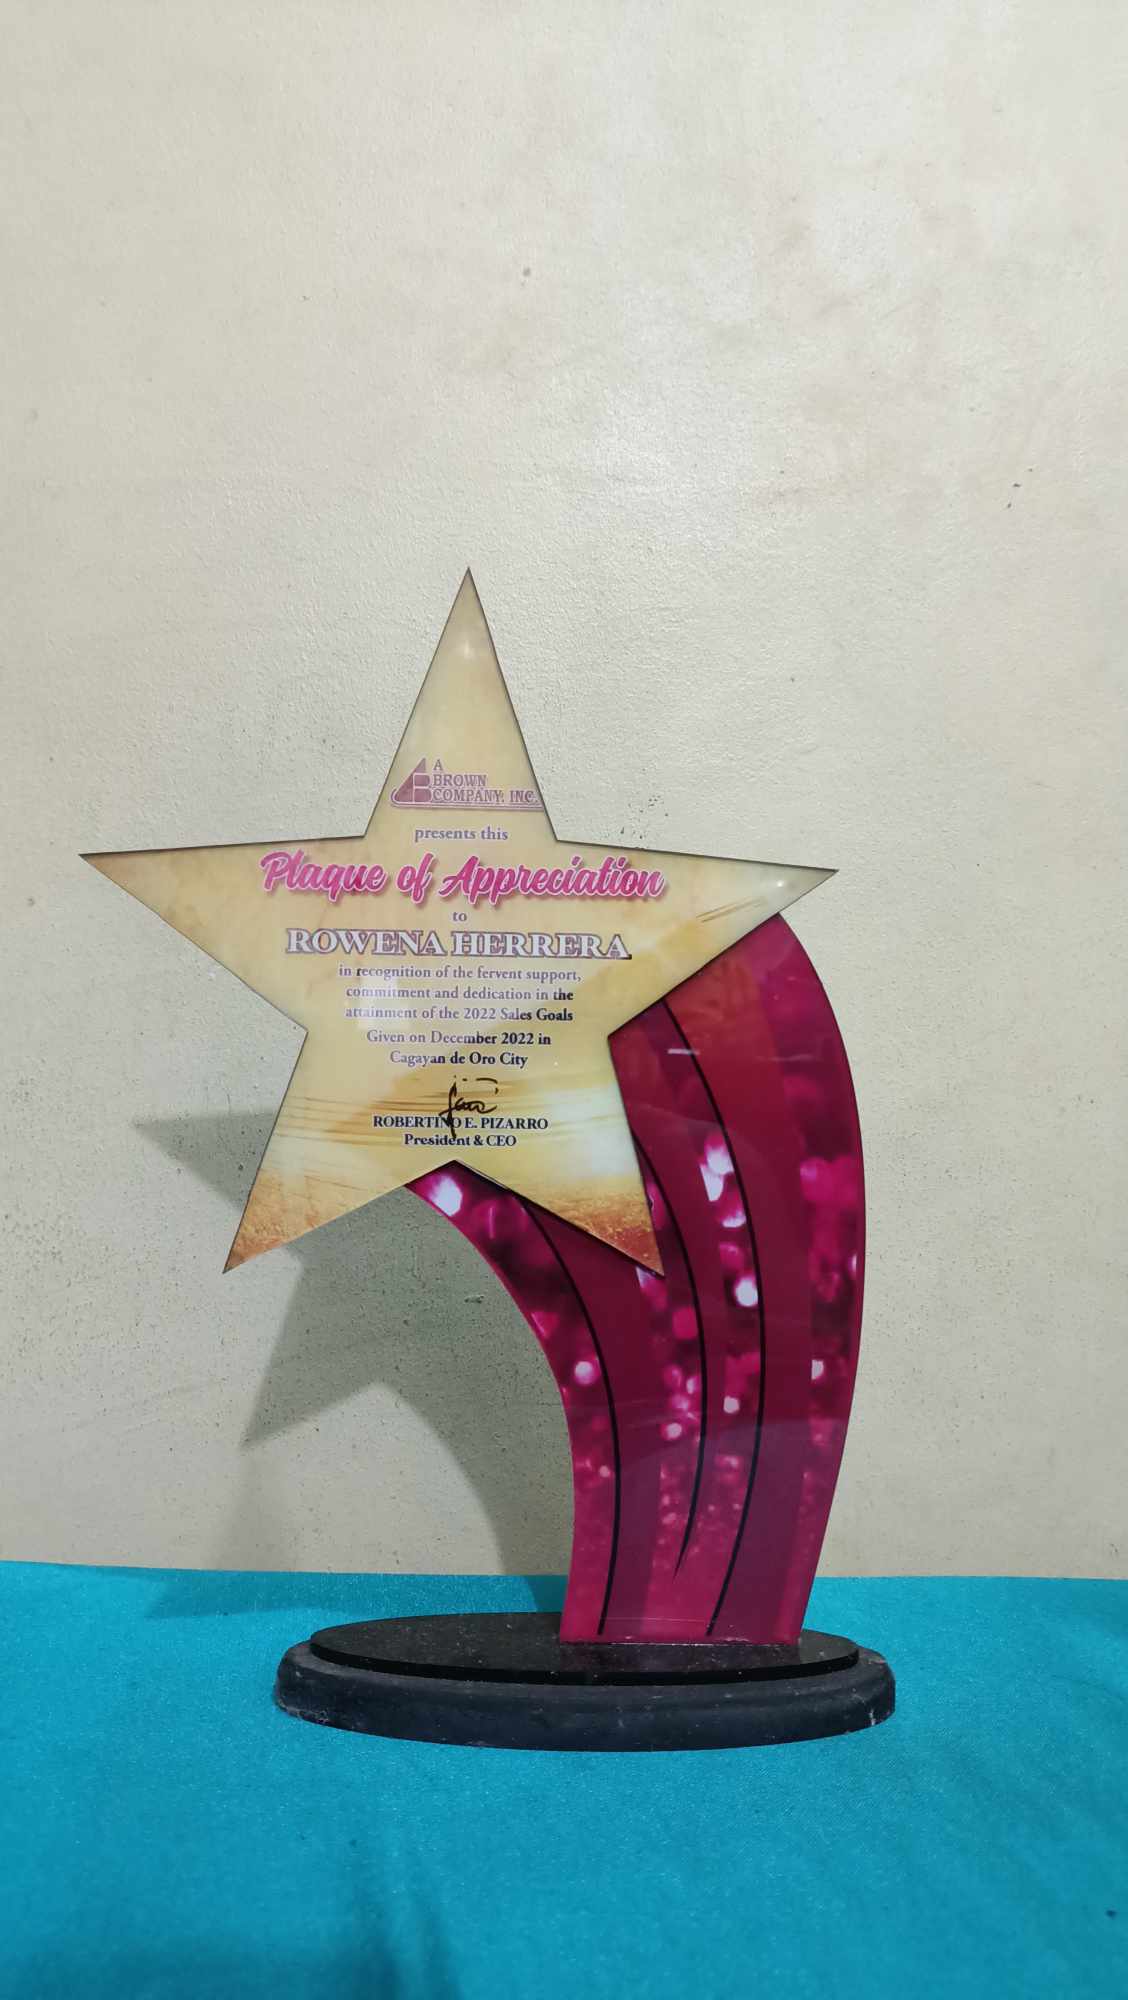 A
BROWN
COMPANY, INC.
presents this
Plaque of Appreciation
to
ROWENA HERRERA
in recognition of the fervent support,
commitment and dedication in the
attainment of the 2022 Sales Goals
Given on December 2022 in
Cagayan de Oro City
ROBERTINO E. PIZARRO
President & CEO